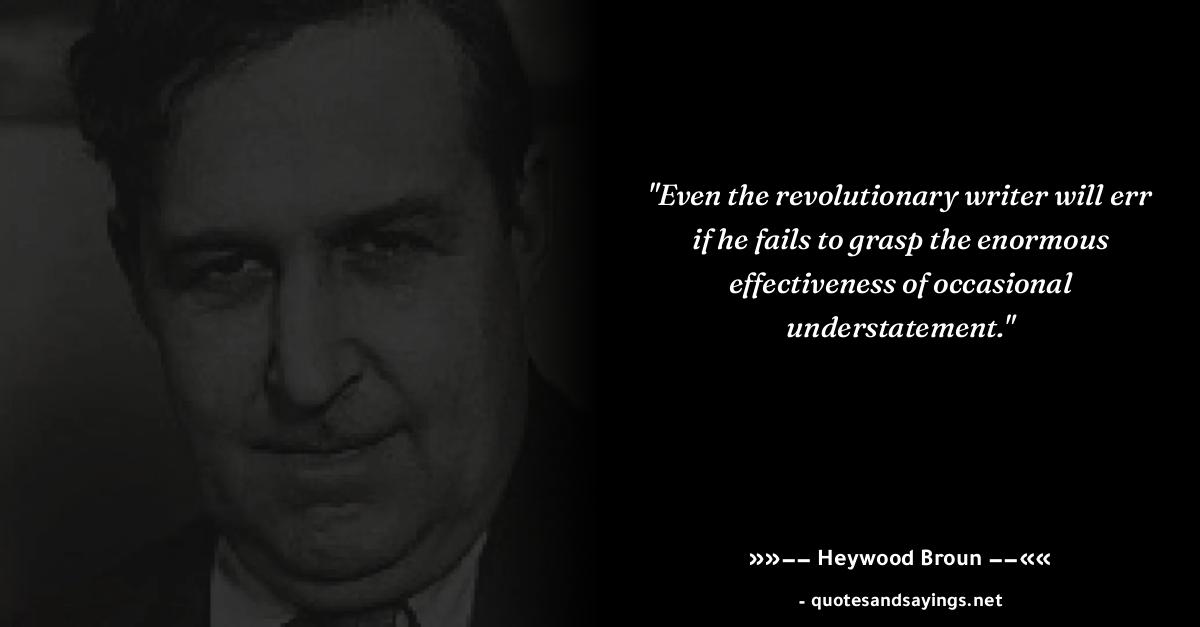 "Even the revolutionary writer will err
if he fails to grasp the enormous
effectiveness of occasional
understatement."
»»−− Heywood Broun −−««
- quotesandsayings.net